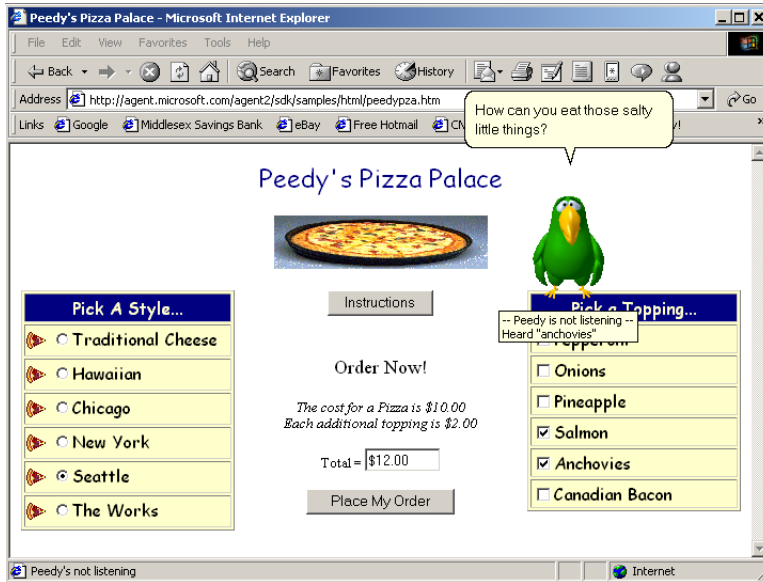 Peedy's Pizza Palace - Microsoft Internet Explorer
File Edit View Favorites Tools Help
Back Search Favorites History
Address http://agent.microsoft.com/agent2/sdk/samples/html/peedypza.htm Go
Links Google Middlesex Savings Bank eBay Free Hotmail
How can you eat those salty
little things?
Peedy's Pizza Palace
Instructions
Pick A Style...
Traditional Cheese
Hawaiian
Chicago
New York
Seattle
The Works
Order Now!
The cost for a Pizza is $10.00
Each additional topping is $2.00
Total = $12.00
Place My Order
Pick a Topping...
-- Peedy is not listening --
Heard "anchovies"
Pepperoni
Onions
Pineapple
Salmon
Anchovies
Canadian Bacon
Peedy's not listening
Internet